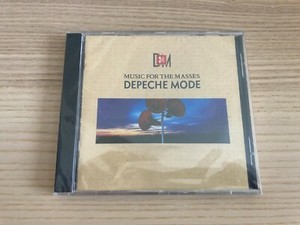 DM
MUSIC FOR THE MASSES
DEPECHE MODE